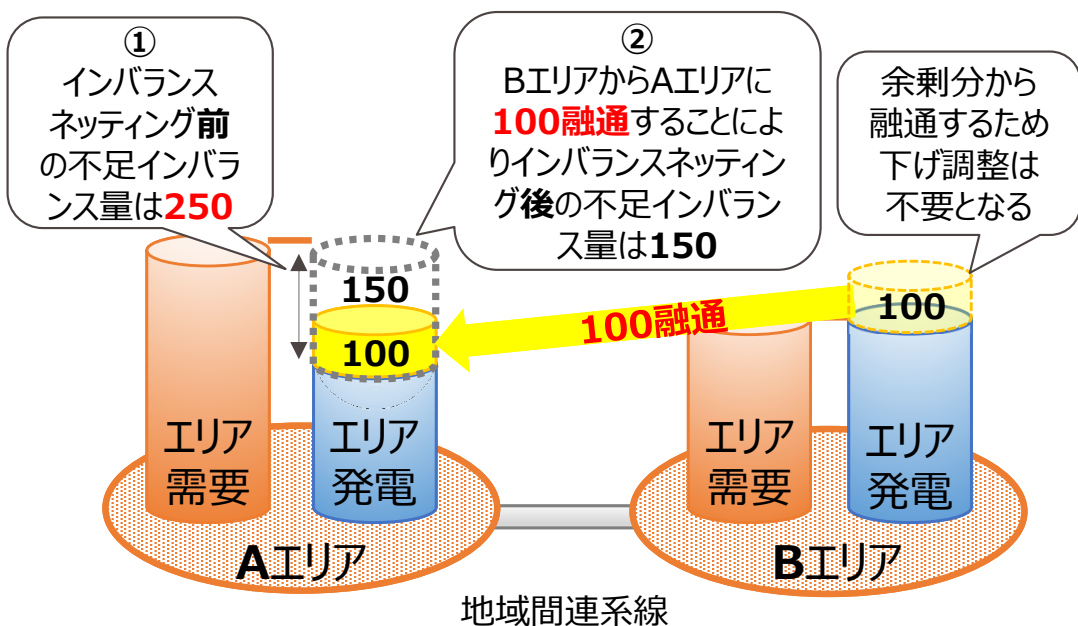 ①
インバランス
ネッティング前
の不足インバラ
ンス量は250
②
BエリアからAエリアに
100融通することによ
りインバランスネッティン
グ後の不足インバラン
ス量は150
余剰分から
融通するため
下げ調整は
不要となる
150
100
100融通
100
エリア
需要
エリア
発電
エリア
需要
エリア
発電
Aエリア
Bエリア
地域間連系線